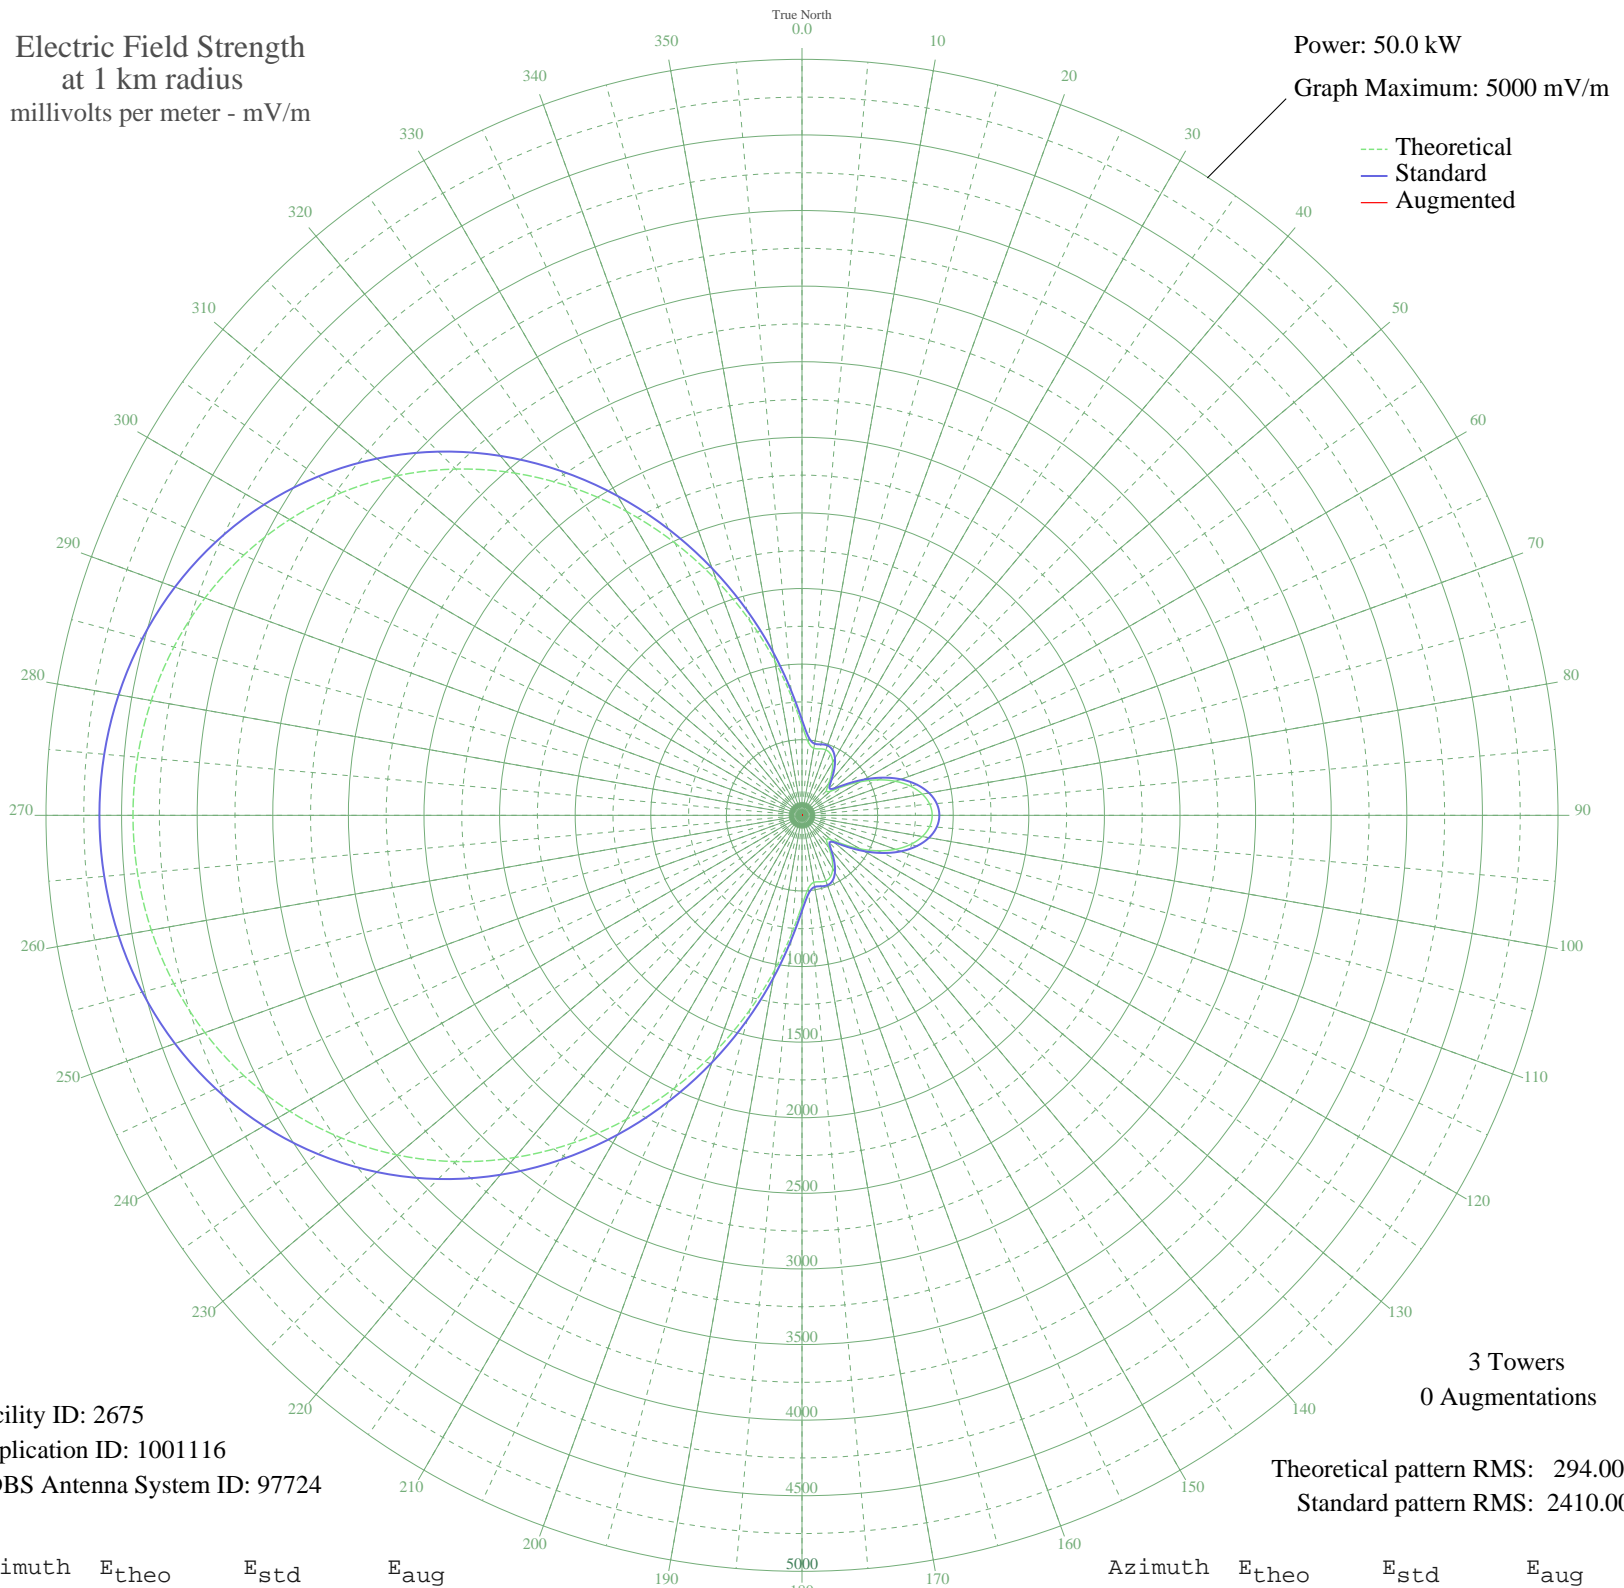 True North
Electric Field Strength
at 1 km radius
millivolts per meter - mV/m
Power: 50.0 kW
Graph Maximum: 5000 mV/m
Theoretical
Standard
Augmented
0.0
10
20
30
40
50
60
70
80
90
100
110
120
130
140
150
160
170
190
200
210
220
230
240
250
260
270
280
290
300
310
320
330
340
350
1000
1500
2000
2500
3000
3500
4000
4500
5000
3 Towers
0 Augmentations
cility ID: 2675
plication ID: 1001116
DBS Antenna System ID: 97724
Theoretical pattern RMS: 294.00
Standard pattern RMS: 2410.00
imuth Etheo Estd Eaug
Azimuth Etheo Estd Eaug